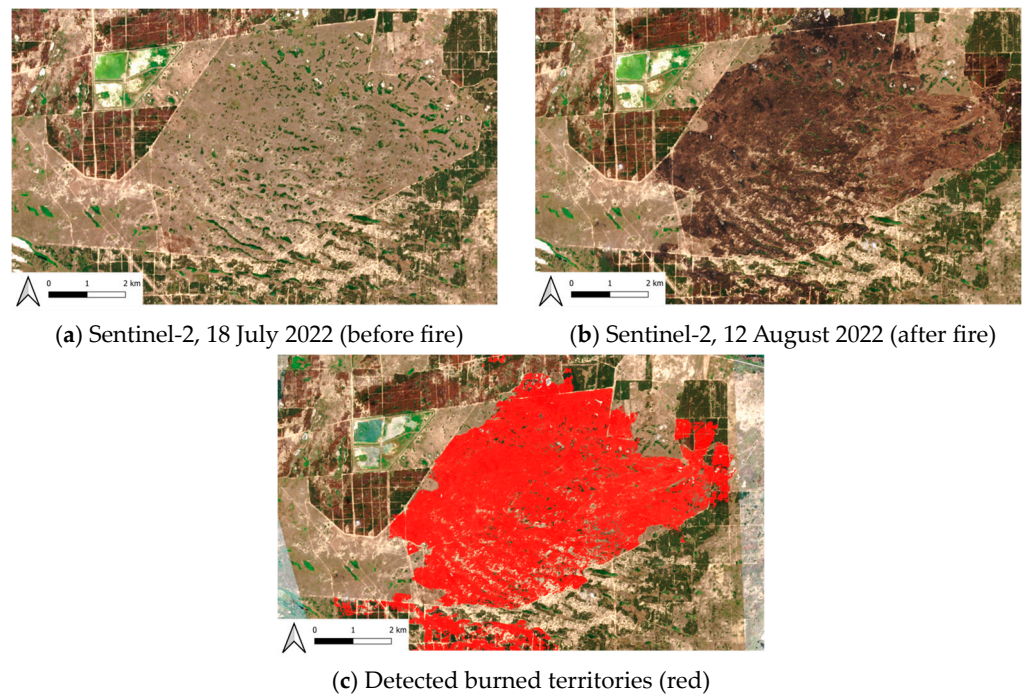 0 1 2 km
0 1 2 km
(a) Sentinel-2, 18 July 2022 (before fire)
(b) Sentinel-2, 12 August 2022 (after fire)
0 1 2 km
(c) Detected burned territories (red)